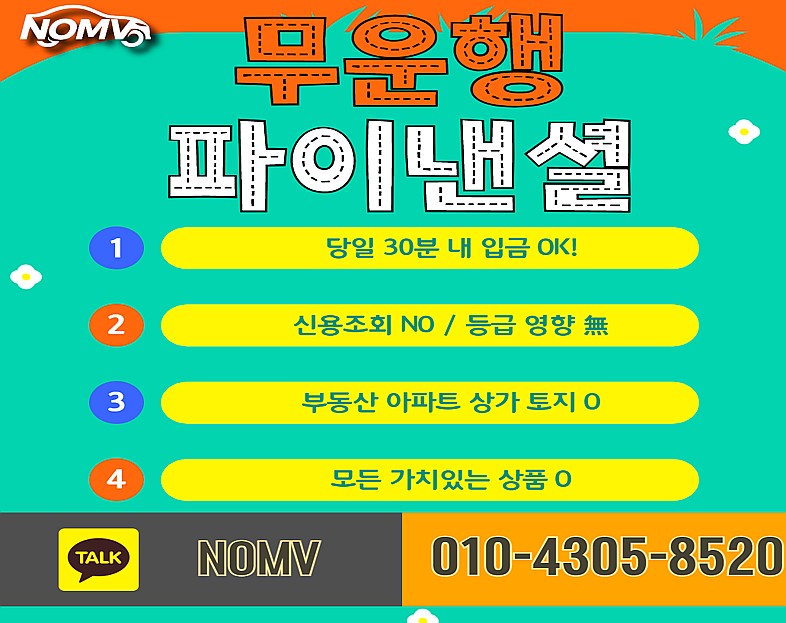 NOMV
무운행
파이낸셜
1 당일 30분 내 입금 OK!
2 신용조회 NO / 등급 영향 無
3 부동산 아파트 상가 토지 O
4 모든 가치있는 상품 O
TALK NOMV 010-4305-8520